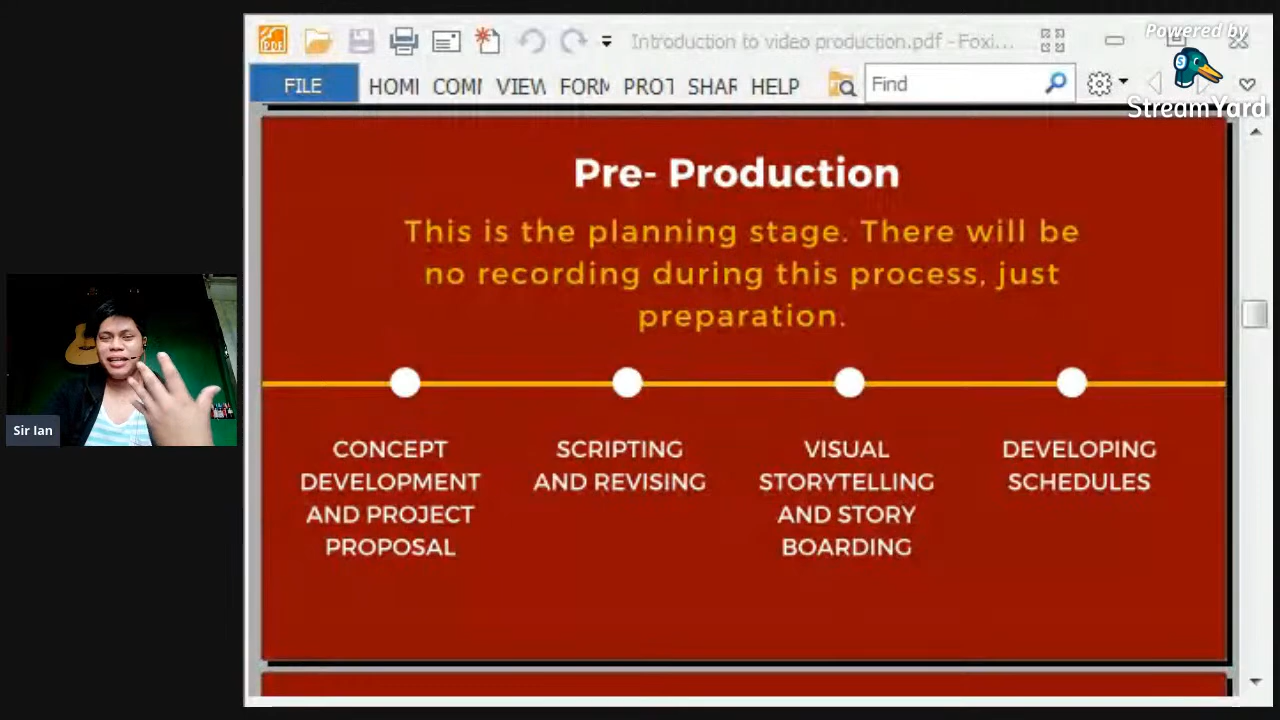 Introduction to video production.pdf - Foxi...
Powered by
StreamYard
FILE HOMI COMI VIEW FORM PROT SHAR HELP Find
Pre- Production
This is the planning stage. There will be
no recording during this process, just
preparation.
CONCEPT
DEVELOPMENT
AND PROJECT
PROPOSAL
SCRIPTING
AND REVISING
VISUAL
STORYTELLING
AND STORY
BOARDING
DEVELOPING
SCHEDULES
Sir Ian